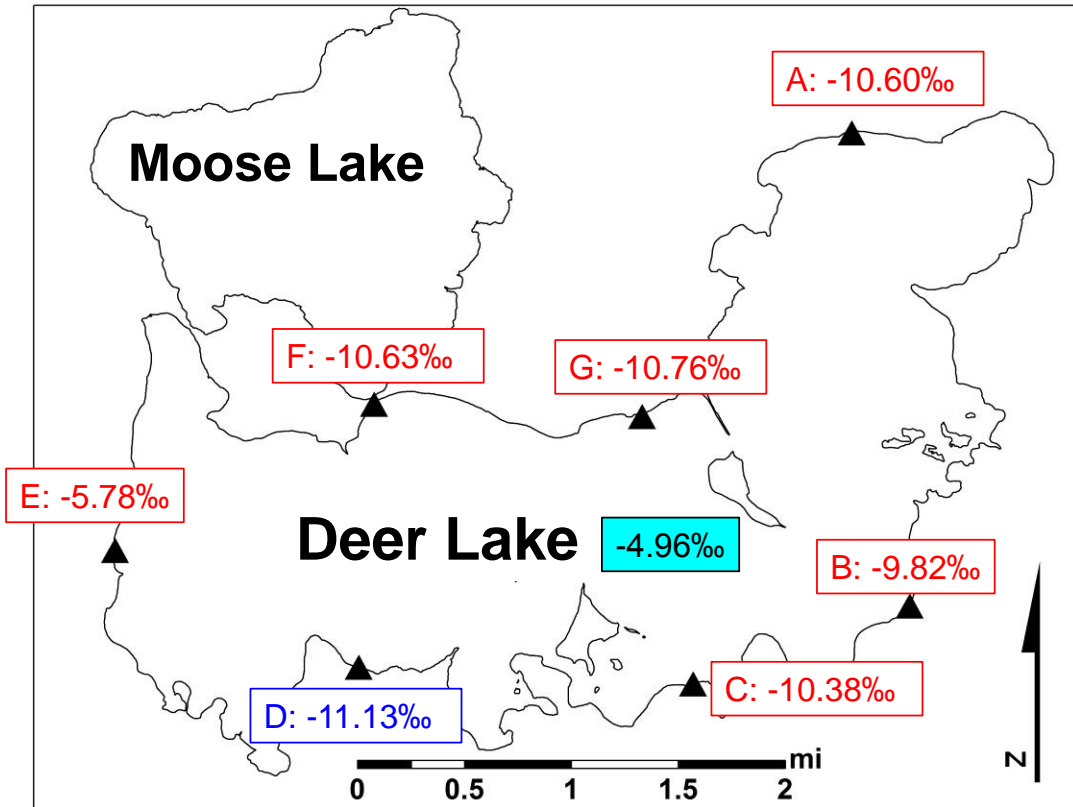 A: -10.60‰
Moose Lake
F: -10.63‰
G: -10.76‰
E: -5.78‰
Deer Lake
-4.96‰
B: -9.82‰
C: -10.38‰
D: -11.13‰
mi
0 0.5 1 1.5 2
N